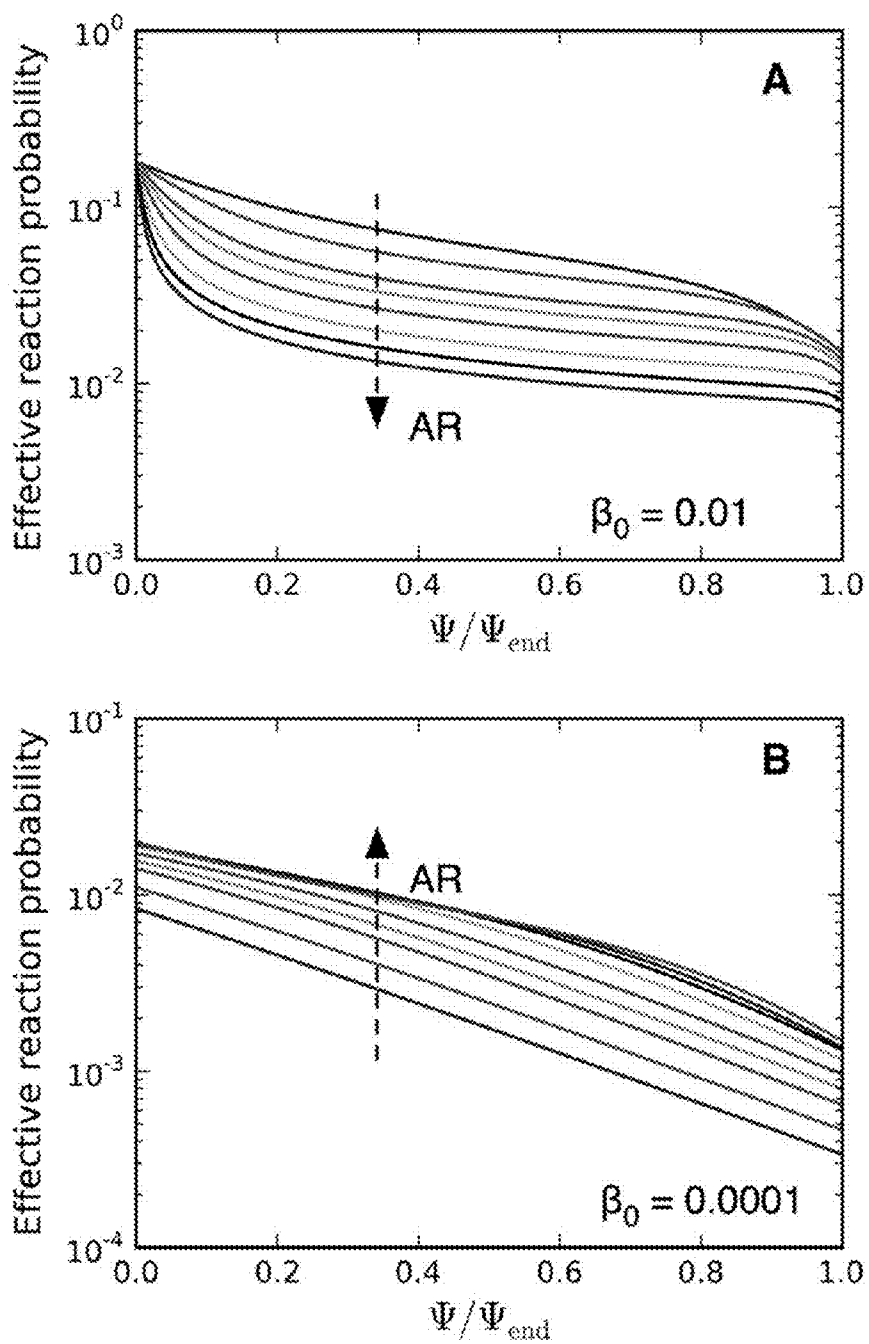 10⁰
A
10⁻¹
Effective reaction probability
10⁻²
AR
β₀ = 0.01
10⁻³
0.0 0.2 0.4 0.6 0.8 1.0
Ψ/Ψend
10⁻¹
B
Effective reaction probability
AR
10⁻²
10⁻³
β₀ = 0.0001
10⁻⁴
0.0 0.2 0.4 0.6 0.8 1.0
Ψ/Ψend